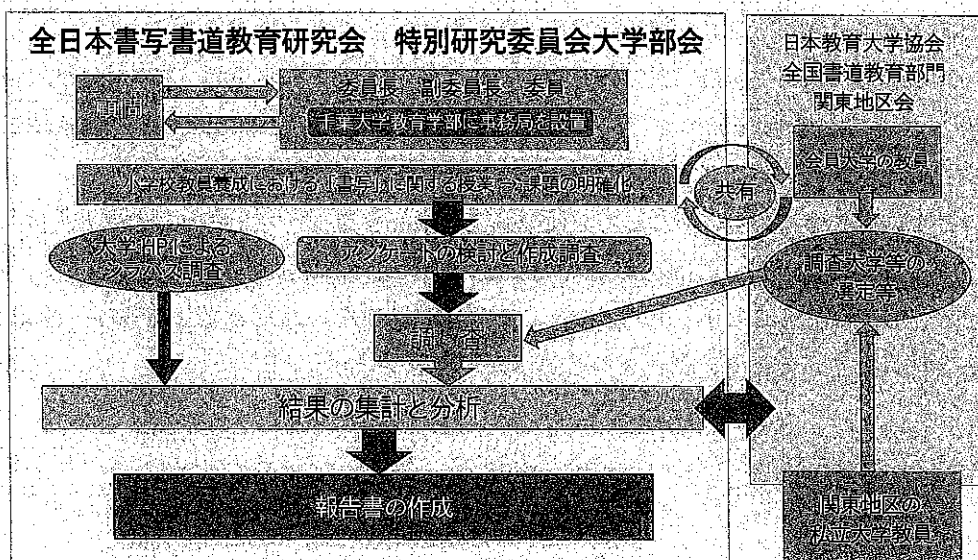 全日本書写書道教育研究会 特別研究委員会大学部会
顧問
委員長 副委員長 委員
千葉大学教育学部に事務局を設置
小学校教員養成における「書写」に関する授業 課題の明確化
大学HPによる
シラバス調査
アンケートの検討と作成調査
調 査
結果の集計と分析
報告書の作成
共有
日本教育大学協会
全国書道教育部門
関東地区会
会員大学の教員
調査大学等の
選定等
関東地区の
私立大学教員